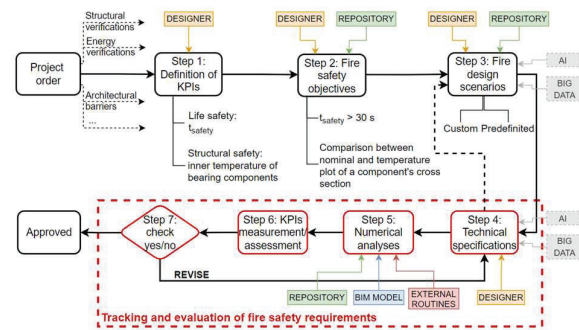 Structural
verifications
Energy
verifications
Architectural
barriers
...
Project
order
DESIGNER
Step 1:
Definition of
KPIs
Life safety:
t_safety
Structural safety:
inner temperature of
bearing components
DESIGNER
REPOSITORY
Step 2: Fire
safety
objectives
t_safety > 30 s
Comparison between
nominal and temperature
plot of a component's cross
section
DESIGNER
REPOSITORY
Step 3: Fire
design
scenarios
AI
BIG
DATA
Custom Predefinited
Approved
Step 7:
check
yes/no
Step 6: KPIs
measurement/
assessment
Step 5:
Numerical
analyses
Step 4:
Technical
specifications
AI
BIG
DATA
REVISE
REPOSITORY
BIM MODEL
EXTERNAL
ROUTINES
DESIGNER
Tracking and evaluation of fire safety requirements